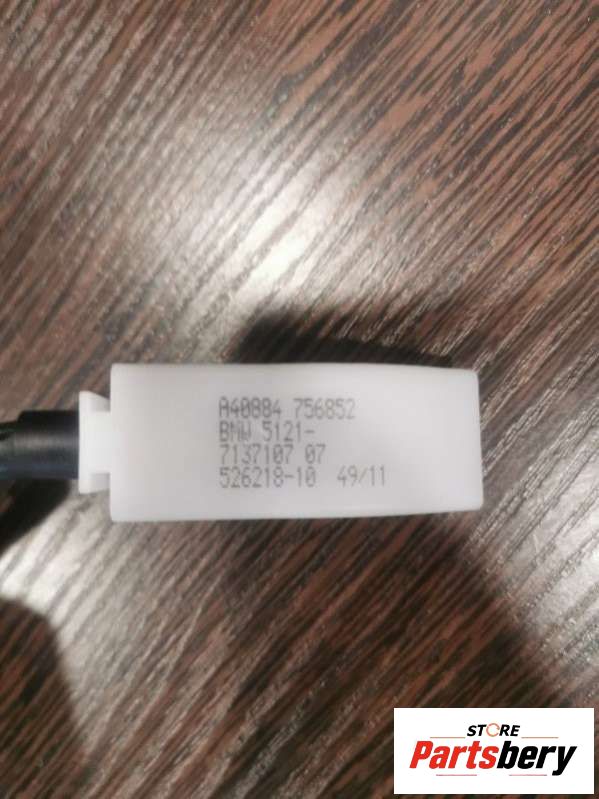 A40884 756852
BMW 5121-
7137107 07
526218-10 49/11
STORE
Partsbery